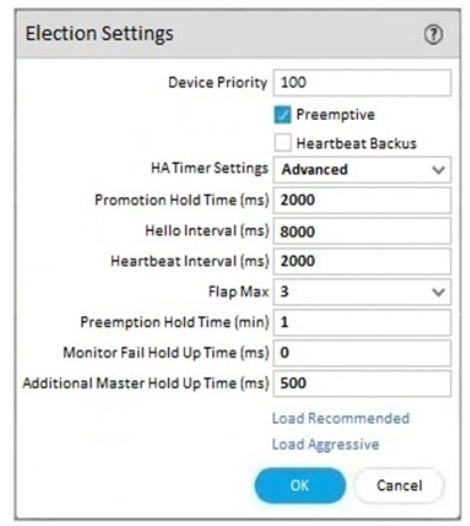 Election Settings ?
Device Priority 100
Preemptive
Heartbeat Backus
HA Timer Settings Advanced
Promotion Hold Time (ms) 2000
Hello Interval (ms) 8000
Heartbeat Interval (ms) 2000
Flap Max 3
Preemption Hold Time (min) 1
Monitor Fail Hold Up Time (ms) 0
Additional Master Hold Up Time (ms) 500
Load Recommended
Load Aggressive
OK Cancel